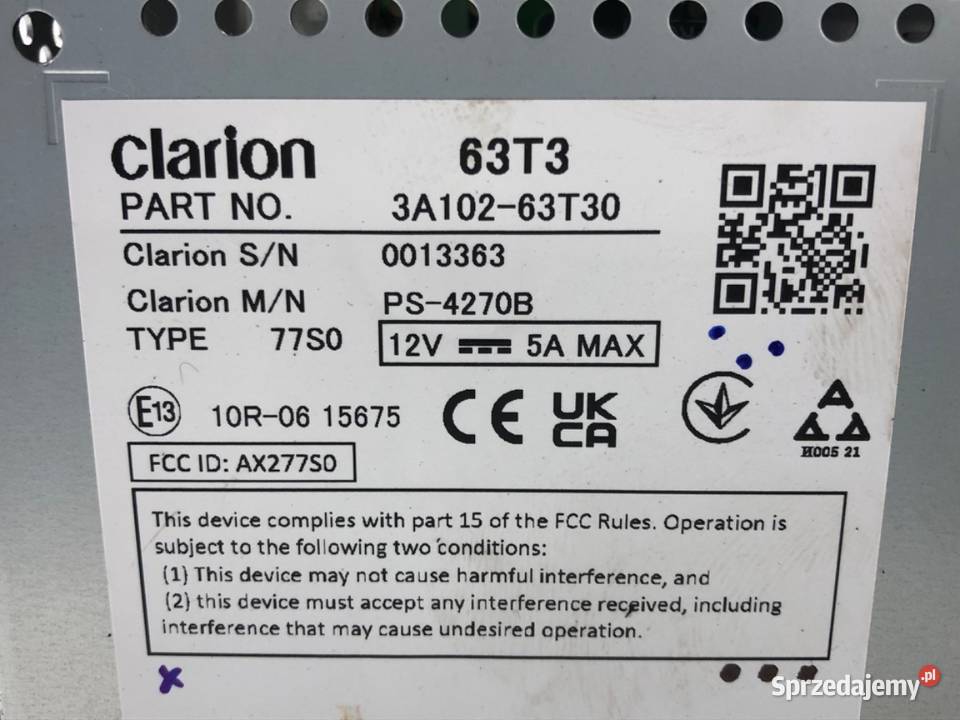 clarion 63T3
PART NO. 3A102-63T30
Clarion S/N 0013363
Clarion M/N PS-4270B
TYPE 77S0 12V 5A MAX
E13 10R-06 15675 CE UK
CA
И005 21
FCC ID: AX277S0
This device complies with part 15 of the FCC Rules. Operation is
subject to the following two conditions:
(1) This device may not cause harmful interference, and
(2) this device must accept any interference received, including
interference that may cause undesired operation.
Sprzedajemy.pl